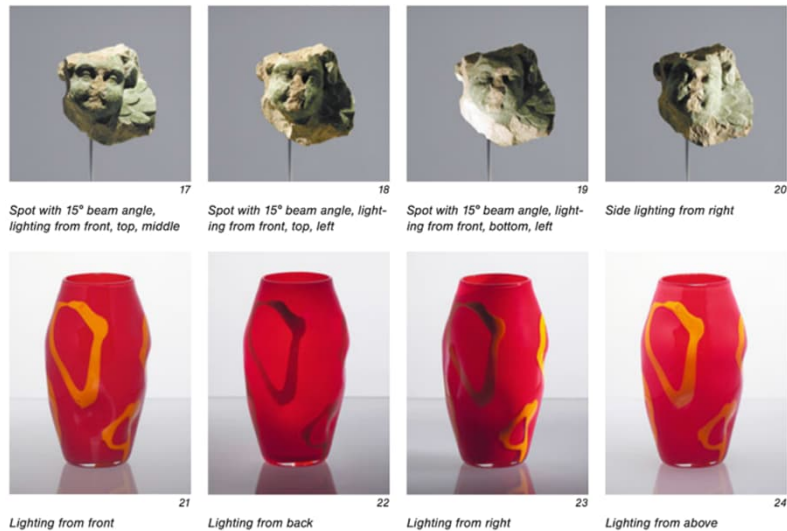 17
Spot with 15° beam angle,
lighting from front, top, middle
18
Spot with 15° beam angle, light-
ing from front, top, left
19
Spot with 15° beam angle, light-
ing from front, bottom, left
20
Side lighting from right
21
Lighting from front
22
Lighting from back
23
Lighting from right
24
Lighting from above